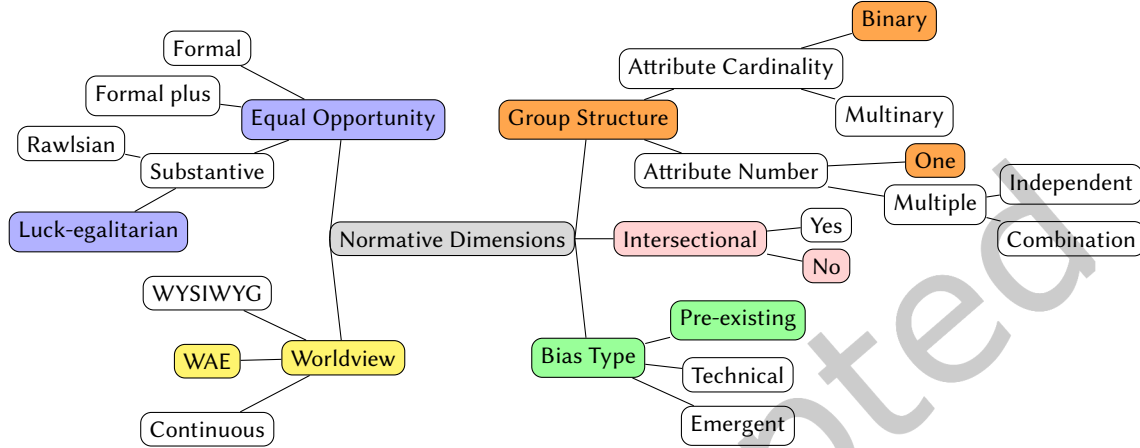 Formal
Formal plus
Equal Opportunity
Rawlsian
Substantive
Luck-egalitarian
Binary
Attribute Cardinality
Group Structure
Multinary
One
Attribute Number
Independent
Multiple
Combination
Normative Dimensions
Intersectional
Yes
No
WYSIWYG
WAE
Worldview
Continuous
Pre-existing
Bias Type
Technical
Emergent
pted